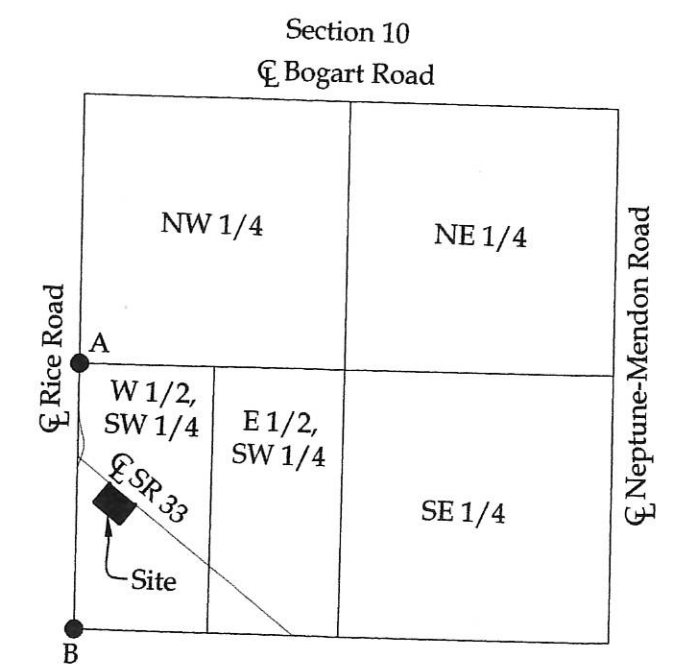 Section 10
℄ Bogart Road
NW 1/4
NE 1/4
℄ Rice Road
℄ Neptune-Mendon Road
A
W 1/2,
SW 1/4
E 1/2,
SW 1/4
℄ SR 33
SE 1/4
Site
B